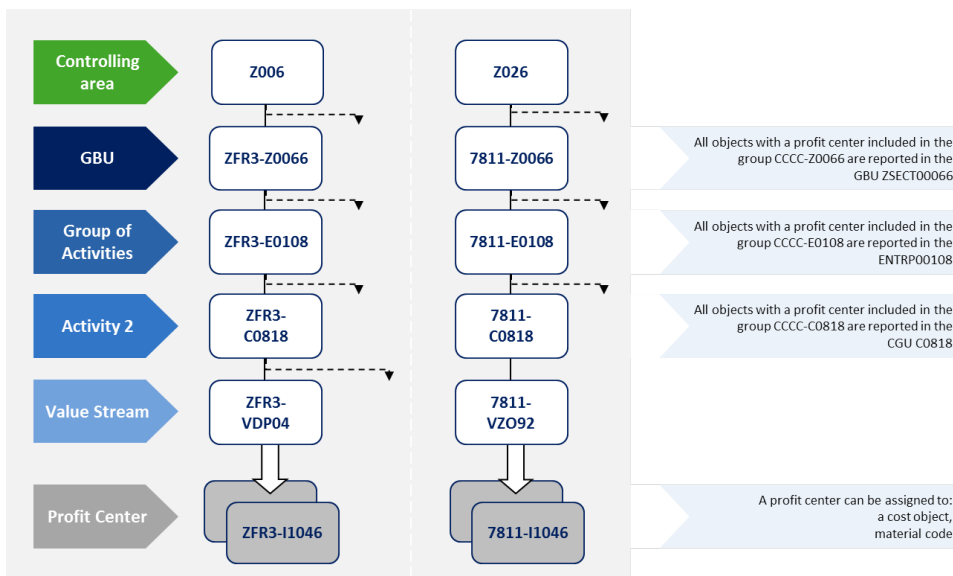 Controlling
area
Z006
Z026
GBU
ZFR3-Z0066
7811-Z0066
All objects with a profit center included in the
group CCCC-Z0066 are reported in the
GBU ZSECT00066
Group of
Activities
ZFR3-E0108
7811-E0108
All objects with a profit center included in the
group CCCC-E0108 are reported in the
ENTRP00108
Activity 2
ZFR3-
C0818
7811-
C0818
All objects with a profit center included in the
group CCCC-C0818 are reported in the
CGU C0818
Value Stream
ZFR3-
VDP04
7811-
VZO92
Profit Center
ZFR3-I1046
7811-I1046
A profit center can be assigned to:
a cost object,
material code